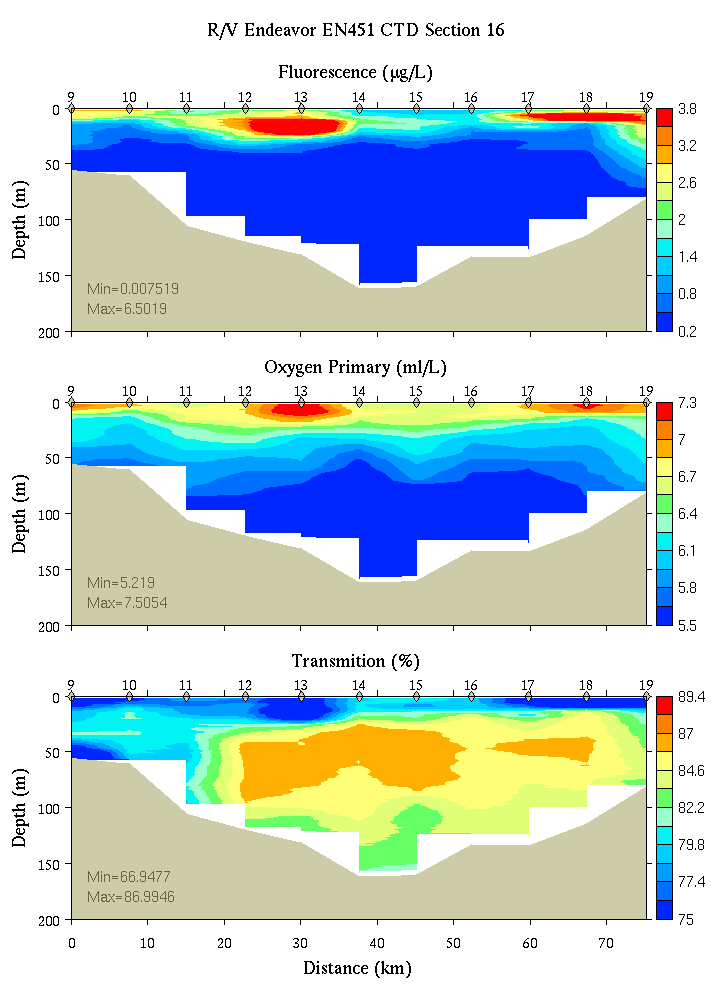 R/V Endeavor EN451 CTD Section 16
Fluorescence (µg/L)
9 10 11 12 13 14 15 16 17 18 19
0
50
100
150
200
Depth (m)
Min=0.007519
Max=6.5019
3.8
3.2
2.6
2
1.4
0.8
0.2
Oxygen Primary (ml/L)
9 10 11 12 13 14 15 16 17 18 19
0
50
100
150
200
Depth (m)
Min=5.219
Max=7.5054
7.3
7
6.7
6.4
6.1
5.8
5.5
Transmition (%)
9 10 11 12 13 14 15 16 17 18 19
0
50
100
150
200
Depth (m)
Min=66.9477
Max=86.9946
89.4
87
84.6
82.2
79.8
77.4
75
0 10 20 30 40 50 60 70
Distance (km)